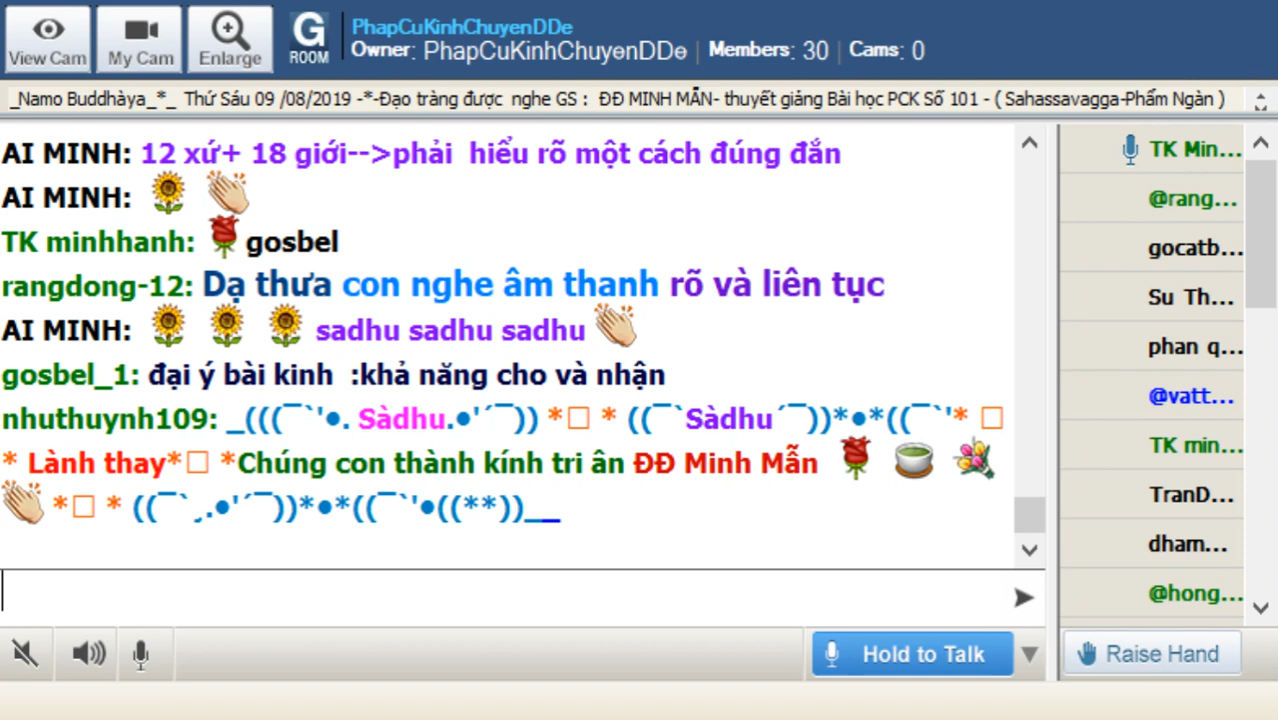 View Cam
My Cam
Enlarge
G
ROOM
PhapCuKinhChuyenDDe
Owner: PhapCuKinhChuyenDDe | Members: 30 | Cams: 0
_Namo Buddhàya_*_ Thứ Sáu 09 /08/2019 -*-Đạo tràng được nghe GS : ĐĐ MINH MẪN- thuyết giảng Bài học PCK Số 101 - ( Sahassavagga-Phẩm Ngàn )
AI MINH: 12 xứ+ 18 giới-->phải hiểu rõ một cách đúng đắn
AI MINH:
TK minhhanh: gosbel
rangdong-12: Dạ thưa con nghe âm thanh rõ và liên tục
AI MINH: sadhu sadhu sadhu
gosbel_1: đại ý bài kinh :khả năng cho và nhận
nhuthuynh109: _(((¯`'●. Sàdhu.●'´¯)) *□ * ((¯`Sàdhu´¯))*●*((¯`'* □
* Lành thay*□ *Chúng con thành kính tri ân ĐĐ Minh Mẫn
*□ * ((¯`¸.●'´¯))*●*((¯`'●((**))__
TK Min...
@rang...
gocatb...
Su Th...
phan q...
@vatt...
TK min...
TranD...
dham...
@hong...
Hold to Talk
Raise Hand